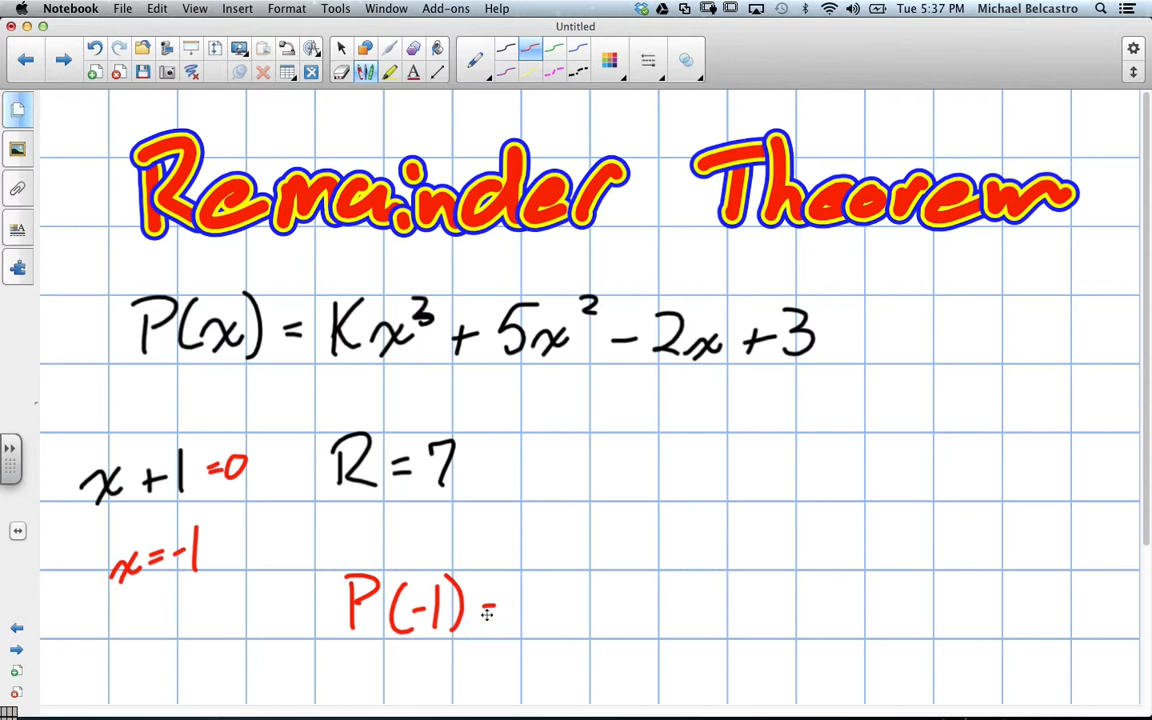 Notebook File Edit View Insert Format Tools Window Add-ons Help Tue 5:37 PM Michael Belcastro
Untitled
Remainder Theorem
P(x) = Kx³ + 5x² - 2x + 3
x + 1 = 0 R = 7
x = -1
P(-1) =